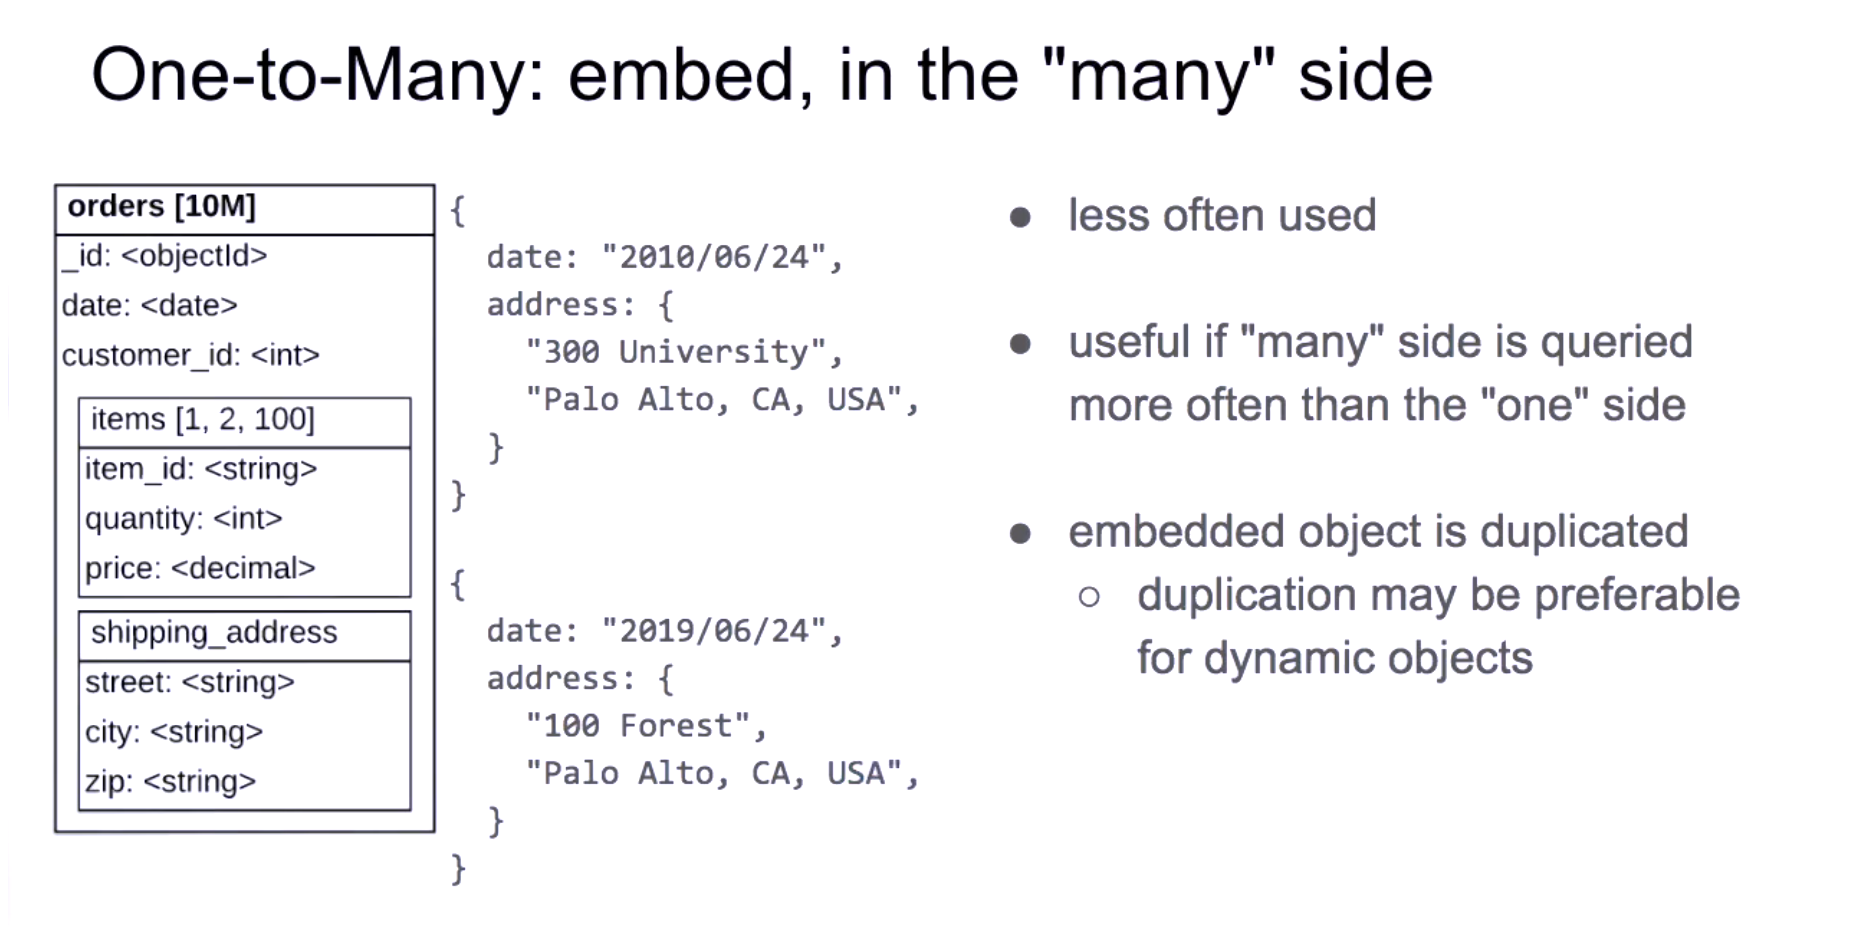 One-to-Many: embed, in the "many" side
orders [10M]
_id: <objectId>
date: <date>
customer_id: <int>
items [1, 2, 100]
item_id: <string>
quantity: <int>
price: <decimal>
shipping_address
street: <string>
city: <string>
zip: <string>
{
date: "2010/06/24",
address: {
"300 University",
"Palo Alto, CA, USA",
}
}
{
date: "2019/06/24",
address: {
"100 Forest",
"Palo Alto, CA, USA",
}
}
● less often used
● useful if "many" side is queried
more often than the "one" side
● embedded object is duplicated
○ duplication may be preferable
for dynamic objects